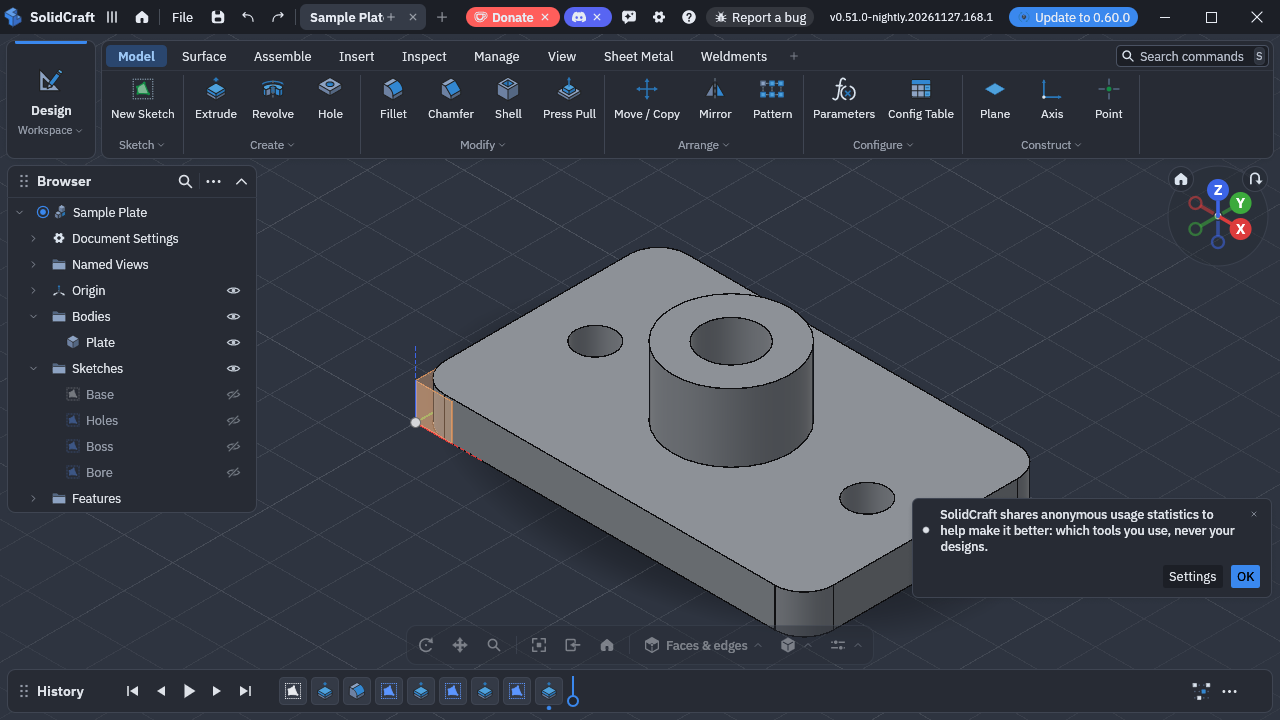 SolidCraft
File
Sample Plat
Donate
Report a bug
v0.51.0-nightly.20261127.168.1
Update to 0.60.0
Design
Workspace
Model
Surface
Assemble
Insert
Inspect
Manage
View
Sheet Metal
Weldments
Search commands
S
New Sketch
Extrude
Revolve
Hole
Fillet
Chamfer
Shell
Press Pull
Move / Copy
Mirror
Pattern
Parameters
Config Table
Plane
Axis
Point
Sketch
Create
Modify
Arrange
Configure
Construct
Browser
Sample Plate
Document Settings
Named Views
Origin
Bodies
Plate
Sketches
Base
Holes
Boss
Bore
Features
Z
Y
X
SolidCraft shares anonymous usage statistics to
help make it better: which tools you use, never your
designs.
Settings
OK
Faces & edges
History